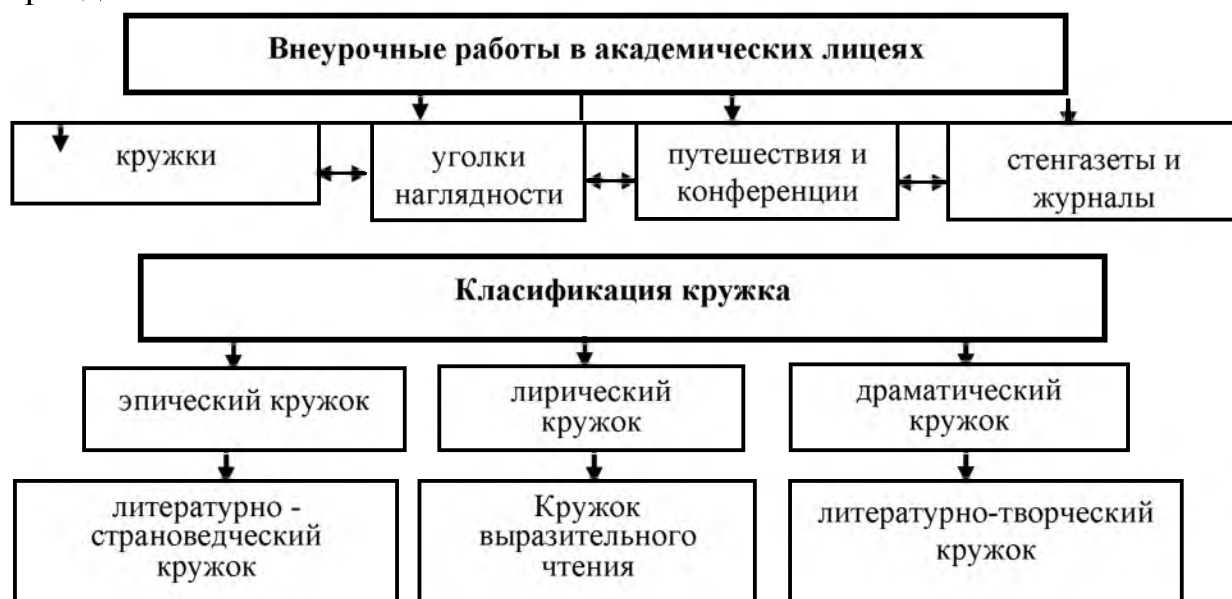 Внеурочные работы в академических лицеях
кружки
уголки
наглядности
путешествия и
конференции
стенгазеты и
журналы
Класификация кружка
эпический кружок
лирический
кружок
драматический
кружок
литературно -
страноведческий
кружок
Кружок
выразительного
чтения
литературно-творческий
кружок